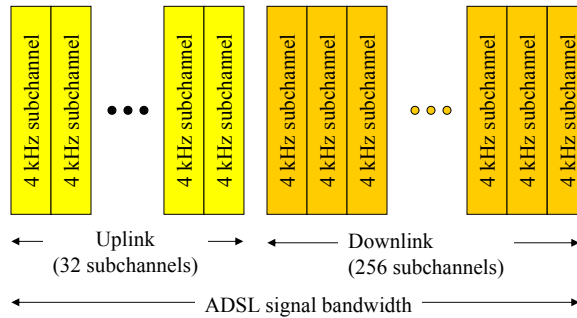 4 kHz subchannel
4 kHz subchannel
4 kHz subchannel
4 kHz subchannel
4 kHz subchannel
4 kHz subchannel
4 kHz subchannel
4 kHz subchannel
4 kHz subchannel
4 kHz subchannel
Uplink
(32 subchannels)
Downlink
(256 subchannels)
ADSL signal bandwidth